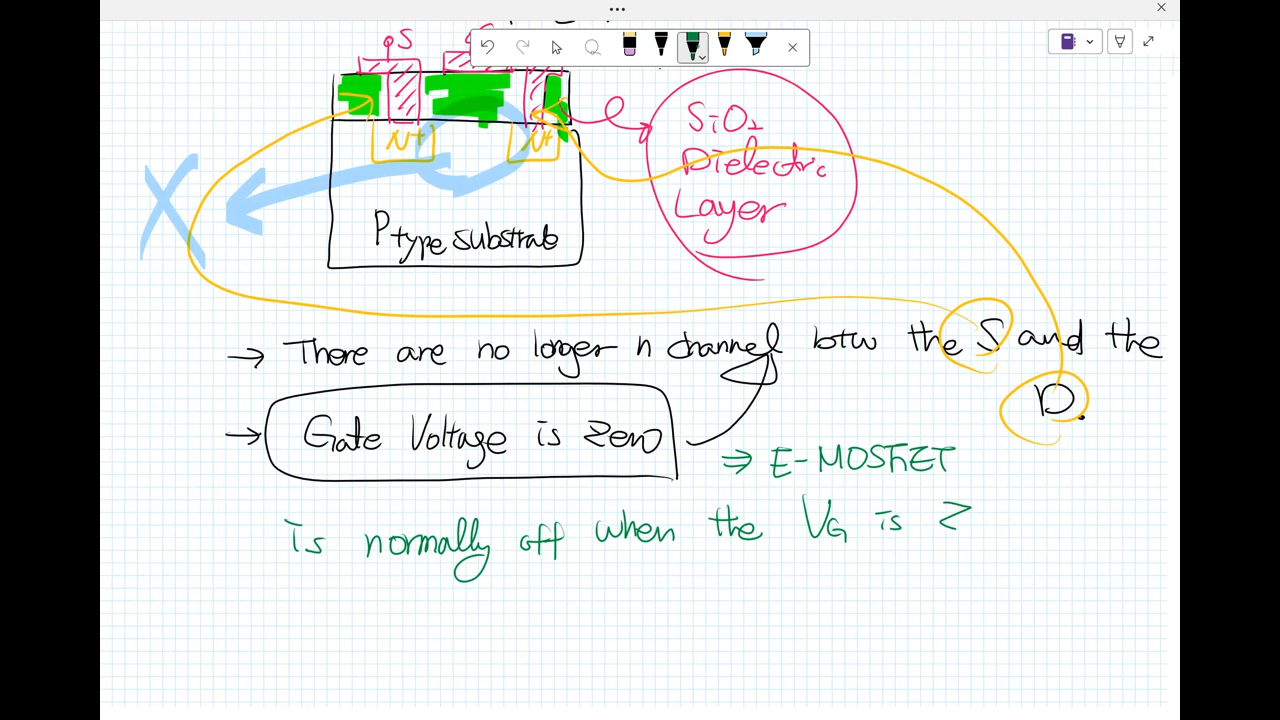 S
N+
N+
SiO2
Dielectric
Layer
P type substrate
→ There are no longer n channel btw the S and the
D.
→ Gate Voltage is Zero
⇒ E-MOSFET
is normally off when the VG is Z